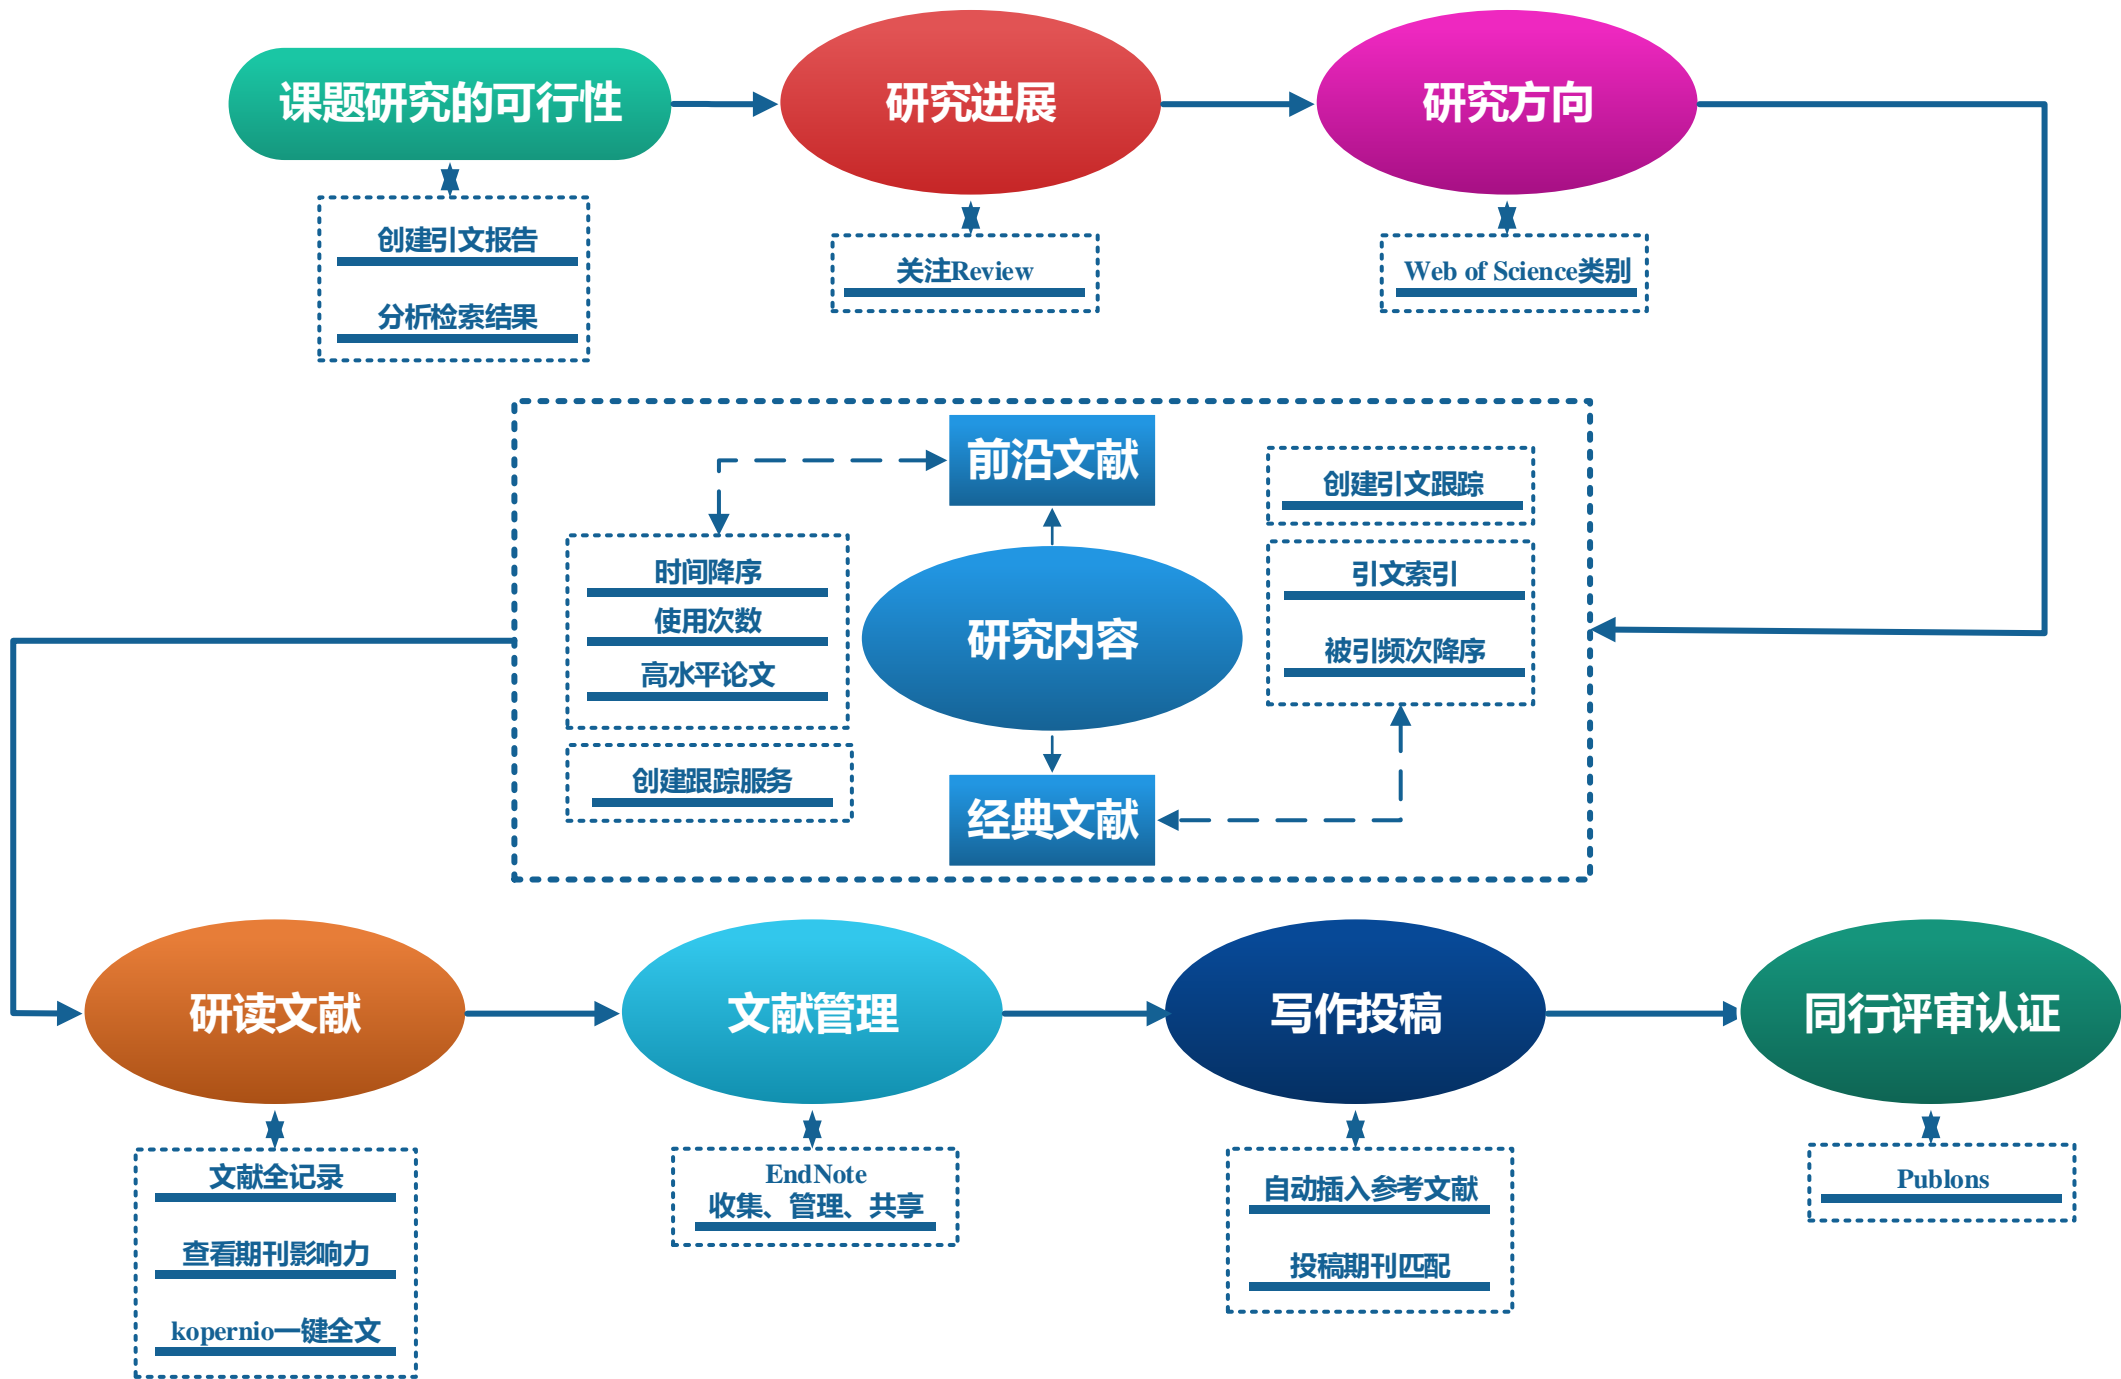 课题研究的可行性
研究进展
研究方向
创建引文报告
分析检索结果
关注Review
Web of Science类别
前沿文献
时间降序
使用次数
高水平论文
创建跟踪服务
研究内容
经典文献
创建引文跟踪
引文索引
被引频次降序
研读文献
文献管理
写作投稿
同行评审认证
文献全记录
查看期刊影响力
kopernio一键全文
EndNote
收集、管理、共享
自动插入参考文献
投稿期刊匹配
Publons